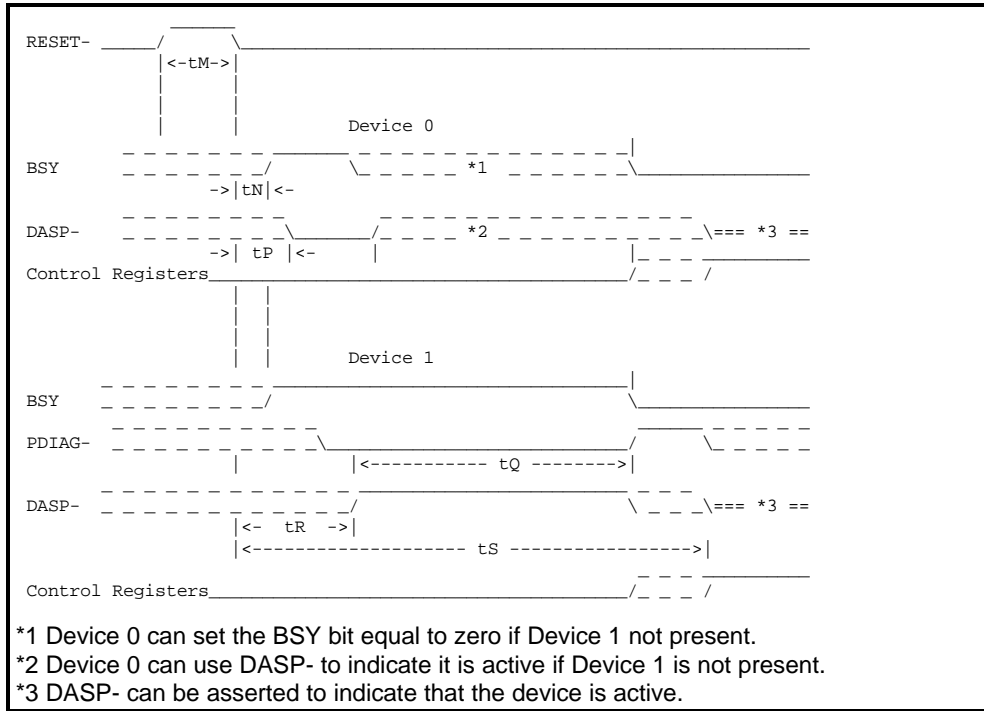 RESET-
|<-tM->|
Device 0
BSY *1
->|tN|<-
DASP- *2 \=== *3 ==
->| tP |<-
Control Registers
Device 1
BSY
PDIAG-
|<----------- tQ -------->|
DASP- \=== *3 ==
|<- tR ->|
|<-------------------- tS ----------------->|
Control Registers
*1 Device 0 can set the BSY bit equal to zero if Device 1 not present.
*2 Device 0 can use DASP- to indicate it is active if Device 1 is not present.
*3 DASP- can be asserted to indicate that the device is active.